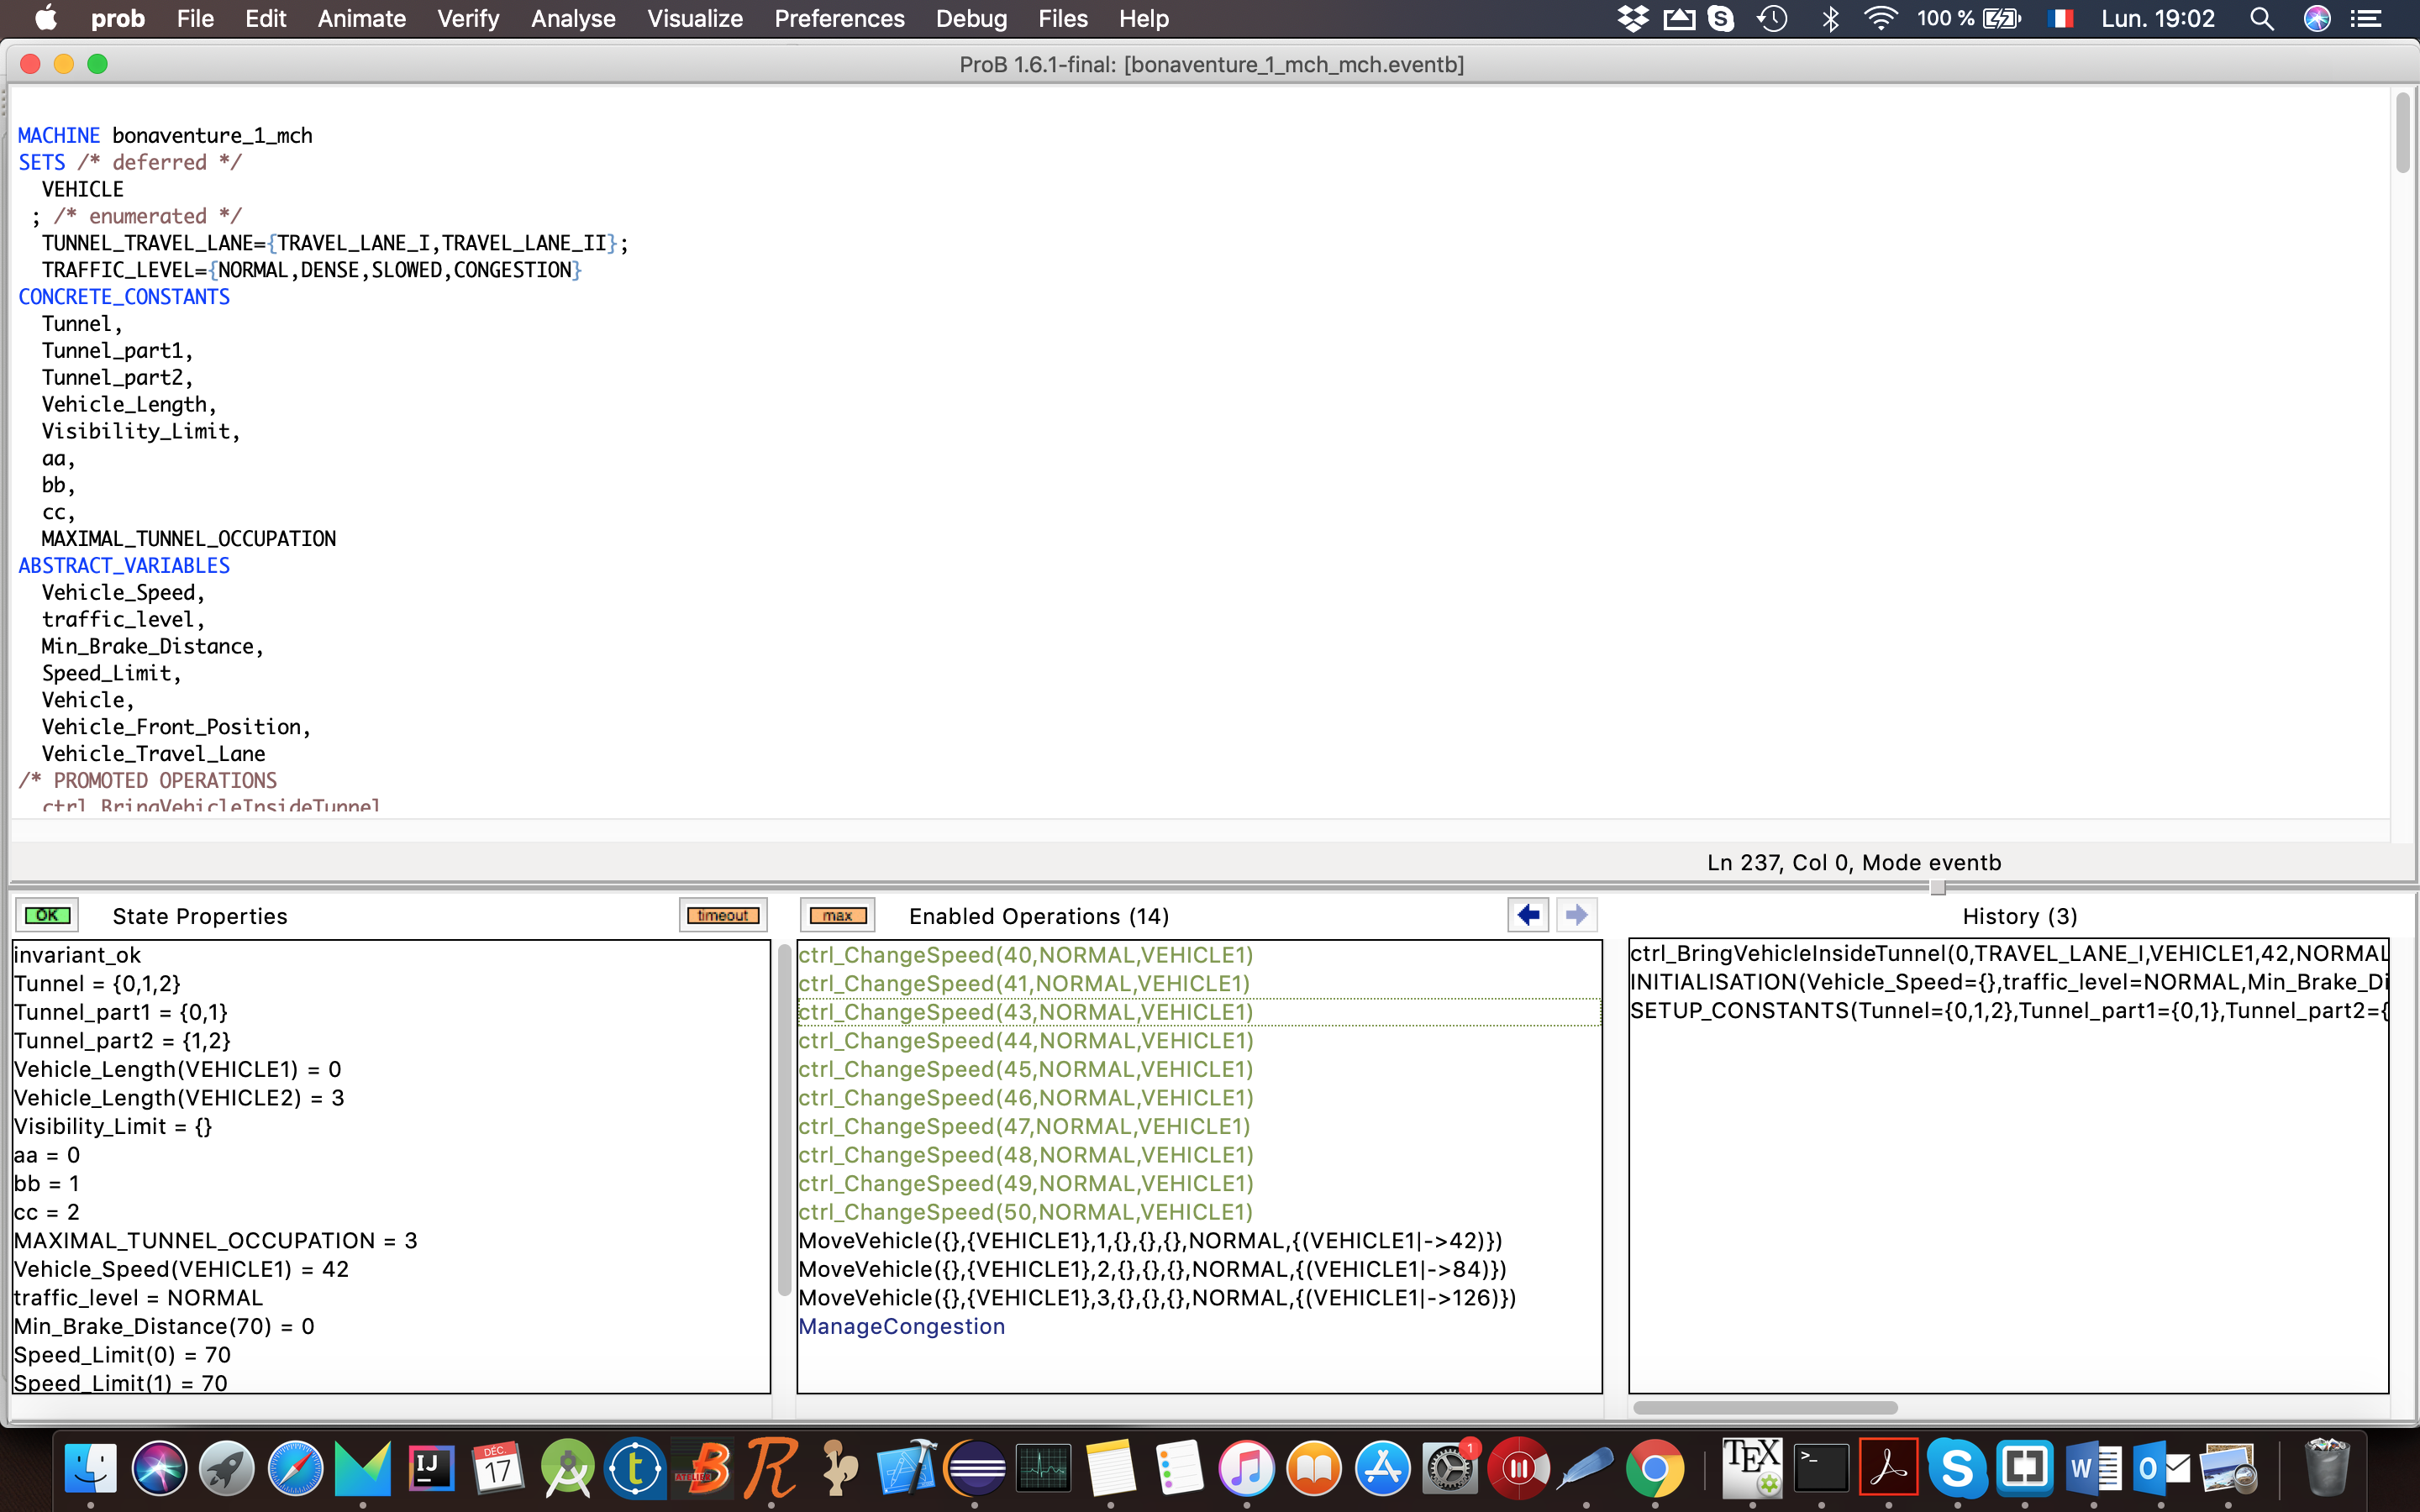 prob File Edit Animate Verify Analyse Visualize Preferences Debug Files Help 100 % Lun. 19:02
ProB 1.6.1-final: [bonaventure_1_mch_mch.eventb]
MACHINE bonaventure_1_mch
SETS /* deferred */
VEHICLE
; /* enumerated */
TUNNEL_TRAVEL_LANE={TRAVEL_LANE_I,TRAVEL_LANE_II};
TRAFFIC_LEVEL={NORMAL,DENSE,SLOWED,CONGESTION}
CONCRETE_CONSTANTS
Tunnel,
Tunnel_part1,
Tunnel_part2,
Vehicle_Length,
Visibility_Limit,
aa,
bb,
cc,
MAXIMAL_TUNNEL_OCCUPATION
ABSTRACT_VARIABLES
Vehicle_Speed,
traffic_level,
Min_Brake_Distance,
Speed_Limit,
Vehicle,
Vehicle_Front_Position,
Vehicle_Travel_Lane
/* PROMOTED OPERATIONS
ctrl_BringVehicleInsideTunnel
Ln 237, Col 0, Mode eventb
OK State Properties timeout
invariant_ok
Tunnel = {0,1,2}
Tunnel_part1 = {0,1}
Tunnel_part2 = {1,2}
Vehicle_Length(VEHICLE1) = 0
Vehicle_Length(VEHICLE2) = 3
Visibility_Limit = {}
aa = 0
bb = 1
cc = 2
MAXIMAL_TUNNEL_OCCUPATION = 3
Vehicle_Speed(VEHICLE1) = 42
traffic_level = NORMAL
Min_Brake_Distance(70) = 0
Speed_Limit(0) = 70
Speed_Limit(1) = 70
max Enabled Operations (14)
ctrl_ChangeSpeed(40,NORMAL,VEHICLE1)
ctrl_ChangeSpeed(41,NORMAL,VEHICLE1)
ctrl_ChangeSpeed(43,NORMAL,VEHICLE1)
ctrl_ChangeSpeed(44,NORMAL,VEHICLE1)
ctrl_ChangeSpeed(45,NORMAL,VEHICLE1)
ctrl_ChangeSpeed(46,NORMAL,VEHICLE1)
ctrl_ChangeSpeed(47,NORMAL,VEHICLE1)
ctrl_ChangeSpeed(48,NORMAL,VEHICLE1)
ctrl_ChangeSpeed(49,NORMAL,VEHICLE1)
ctrl_ChangeSpeed(50,NORMAL,VEHICLE1)
MoveVehicle({},{VEHICLE1},1,{},{},{},NORMAL,{(VEHICLE1|->42)})
MoveVehicle({},{VEHICLE1},2,{},{},{},NORMAL,{(VEHICLE1|->84)})
MoveVehicle({},{VEHICLE1},3,{},{},{},NORMAL,{(VEHICLE1|->126)})
ManageCongestion
History (3)
ctrl_BringVehicleInsideTunnel(0,TRAVEL_LANE_I,VEHICLE1,42,NORMAL
INITIALISATION(Vehicle_Speed={},traffic_level=NORMAL,Min_Brake_Di
SETUP_CONSTANTS(Tunnel={0,1,2},Tunnel_part1={0,1},Tunnel_part2={
IJ
DÉC.
17
t
ATELIER B
R
1
TEX
>_
S
W
O